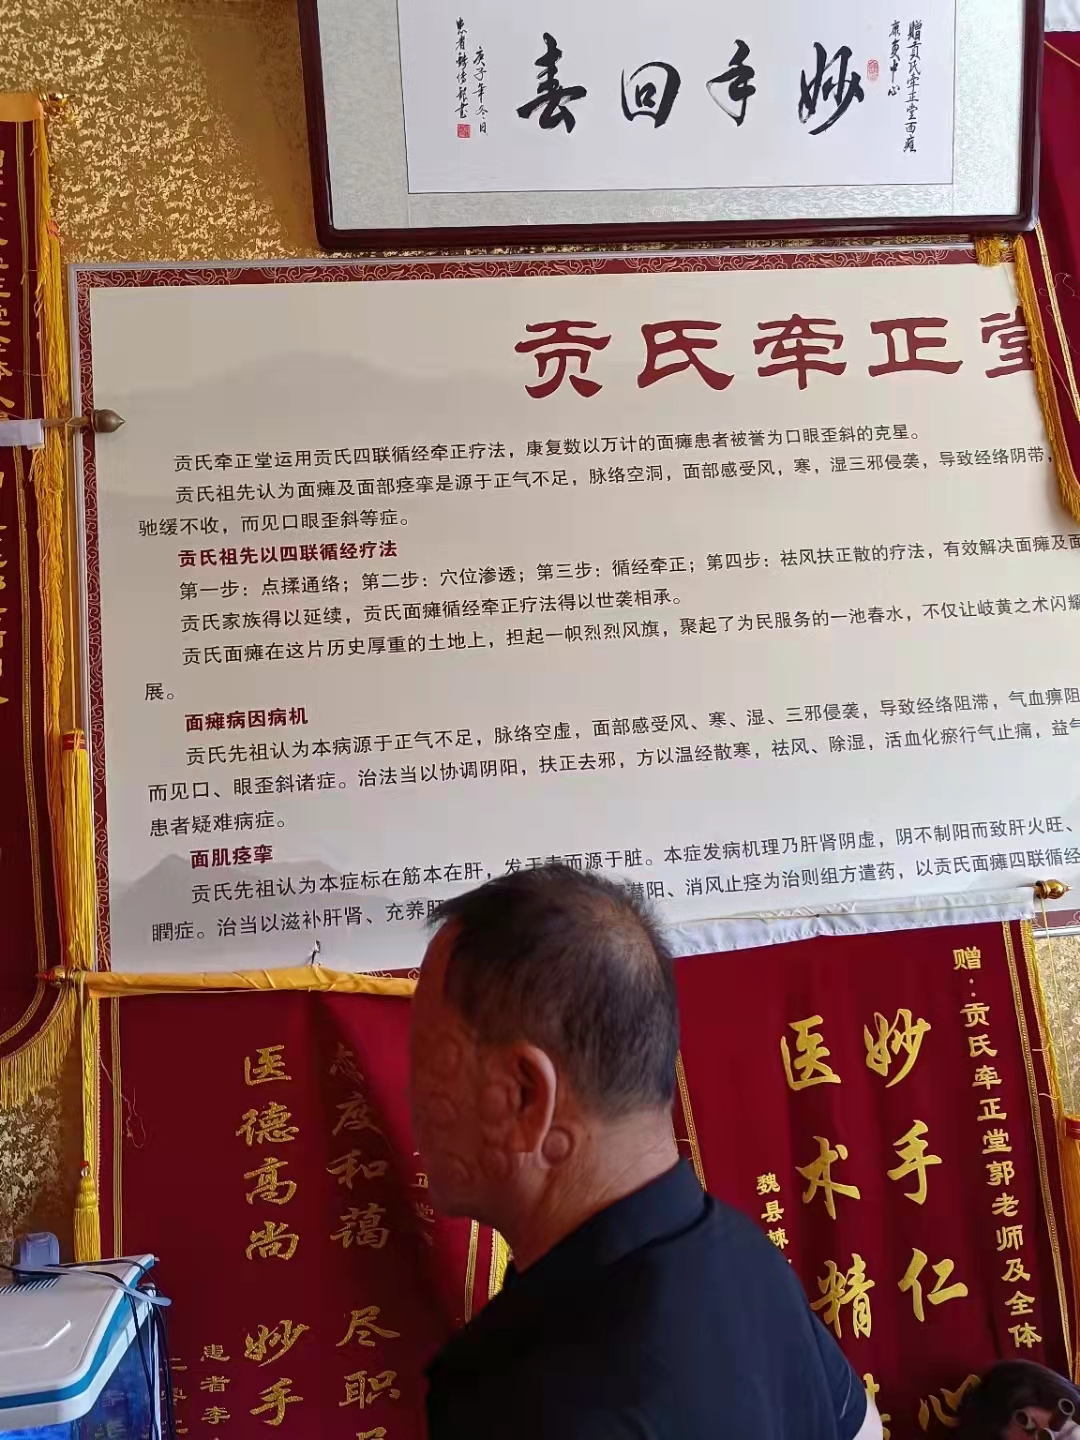 妙手回春
赠贡氏牵正堂面瘫
康复中心
庚子年冬日
贡氏牵正堂
贡氏牵正堂运用贡氏四联循经牵正疗法，康复数以万计的面瘫患者被誉为口眼歪斜的克星。
贡氏祖先认为面瘫及面部痉挛是源于正气不足，脉络空洞，面部感受风，寒，湿三邪侵袭，导致经络阴带，
驰缓不收，而见口眼歪斜等症。
贡氏祖先以四联循经疗法
第一步：点揉通络；第二步：穴位渗透；第三步：循经牵正；第四步：祛风扶正散的疗法，有效解决面瘫及面
贡氏家族得以延续，贡氏面瘫循经牵正疗法得以世袭相承。
贡氏面瘫在这片历史厚重的土地上，担起一帜烈烈风旗，聚起了为民服务的一池春水，不仅让岐黄之术闪耀
展。
面瘫病因病机
贡氏先祖认为本病源于正气不足，脉络空虚，面部感受风、寒、湿、三邪侵袭，导致经络阻滞，气血痹阻
而见口、眼歪斜诸症。治法当以协调阴阳，扶正去邪，方以温经散寒，祛风、除湿，活血化瘀行气止痛，益气
患者疑难病症。
面肌痉挛
贡氏先祖认为本症标在筋本在肝，发于表而源于脏。本症发病机理乃肝肾阴虚，阴不制阳而致肝火旺、
瞤症。治当以滋补肝肾、充养肝 潜阳、消风止痉为治则组方遣药，以贡氏面瘫四联循经
赠：贡氏牵正堂郭老师及全体
妙手仁心
医术精
魏县
态度和蔼 尽职
医德高尚 妙手
患者李